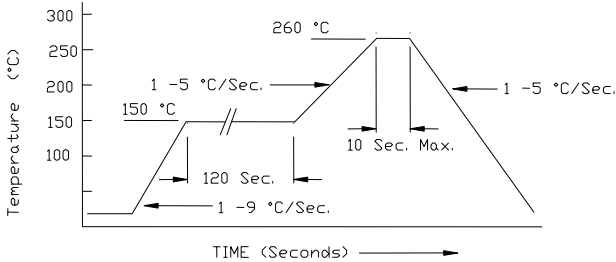 300
260 °C
250
200
1 -5 °C/Sec.
1 -5 °C/Sec.
150 °C
150
100
10 Sec. Max.
120 Sec.
1 -9 °C/Sec.
Temperature (°C)
TIME (Seconds)